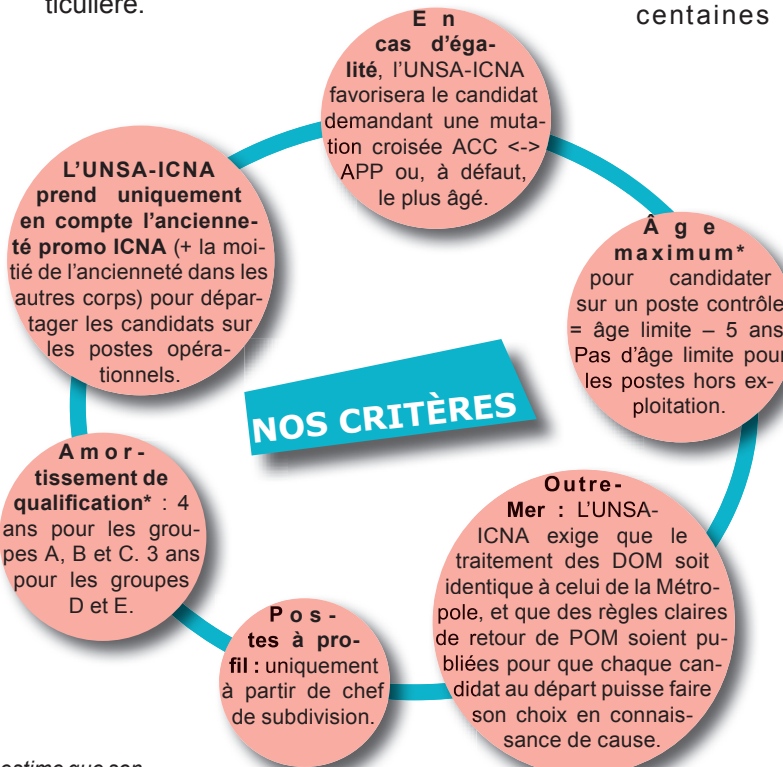 ticulière.
centaines
E n
cas d'éga-
lité, l'UNSA-ICNA
favorisera le candidat
demandant une muta-
tion croisée ACC <->
APP ou, à défaut,
le plus âgé.
L'UNSA-ICNA
prend uniquement
en compte l'ancienne-
té promo ICNA (+ la moi-
tié de l'ancienneté dans les
autres corps) pour dépar-
tager les candidats sur
les postes opéra-
tionnels.
Â g e
maximum*
pour candidater
sur un poste contrôle
= âge limite – 5 ans
Pas d'âge limite pour
les postes hors ex-
ploitation.
NOS CRITÈRES
A m o r -
tissement de
qualification* : 4
ans pour les grou-
pes A, B et C. 3 ans
pour les groupes
D et E.
Outre-
Mer : L'UNSA-
ICNA exige que le
traitement des DOM soit
identique à celui de la Métro-
pole, et que des règles claires
de retour de POM soient pu-
bliées pour que chaque can-
didat au départ puisse faire
son choix en connais-
sance de cause.
P o s -
tes à pro-
fil : uniquement
à partir de chef
de subdivision.
estime que son